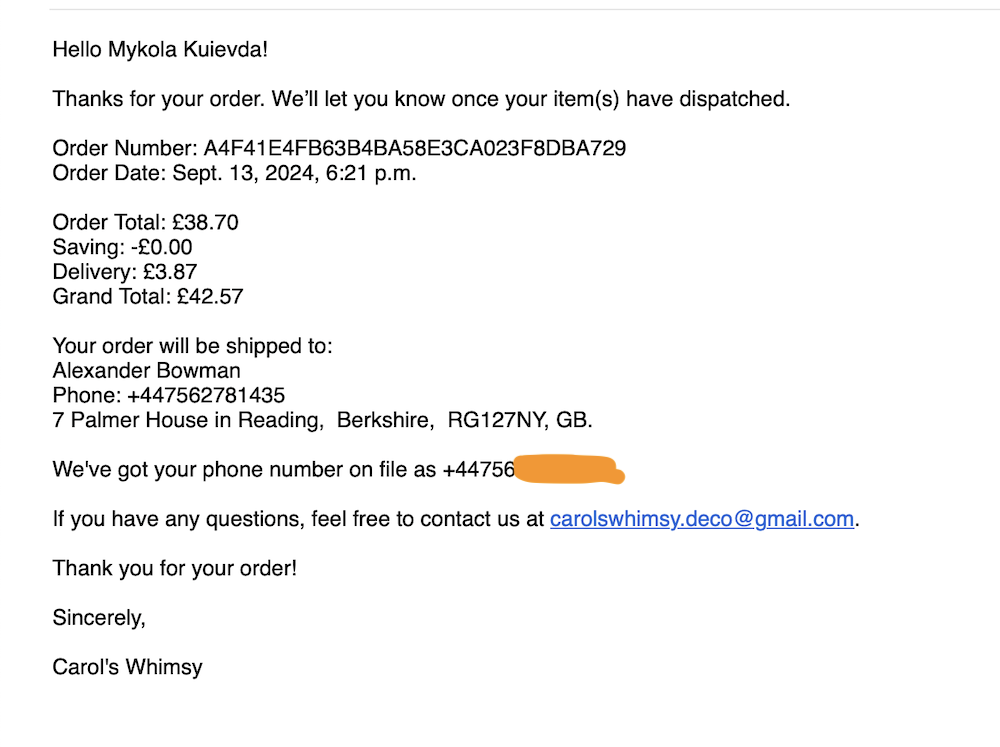 Hello Mykola Kuievda!
Thanks for your order. We’ll let you know once your item(s) have dispatched.
Order Number: A4F41E4FB63B4BA58E3CA023F8DBA729
Order Date: Sept. 13, 2024, 6:21 p.m.
Order Total: £38.70
Saving: -£0.00
Delivery: £3.87
Grand Total: £42.57
Your order will be shipped to:
Alexander Bowman
Phone: +447562781435
7 Palmer House in Reading,  Berkshire,  RG127NY, GB.
We've got your phone number on file as +44756
If you have any questions, feel free to contact us at carolswhimsy.deco@gmail.com.
Thank you for your order!
Sincerely,
Carol's Whimsy